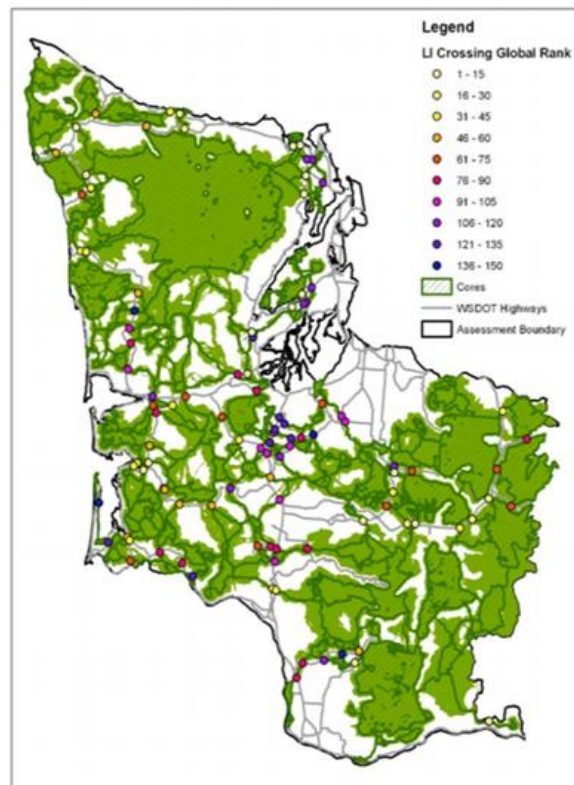 Legend
LI Crossing Global Rank
1 - 15
16 - 30
31 - 45
46 - 60
61 - 75
76 - 90
91 - 105
106 - 120
121 - 135
136 - 150
Cores
WSDOT Highways
Assessment Boundary